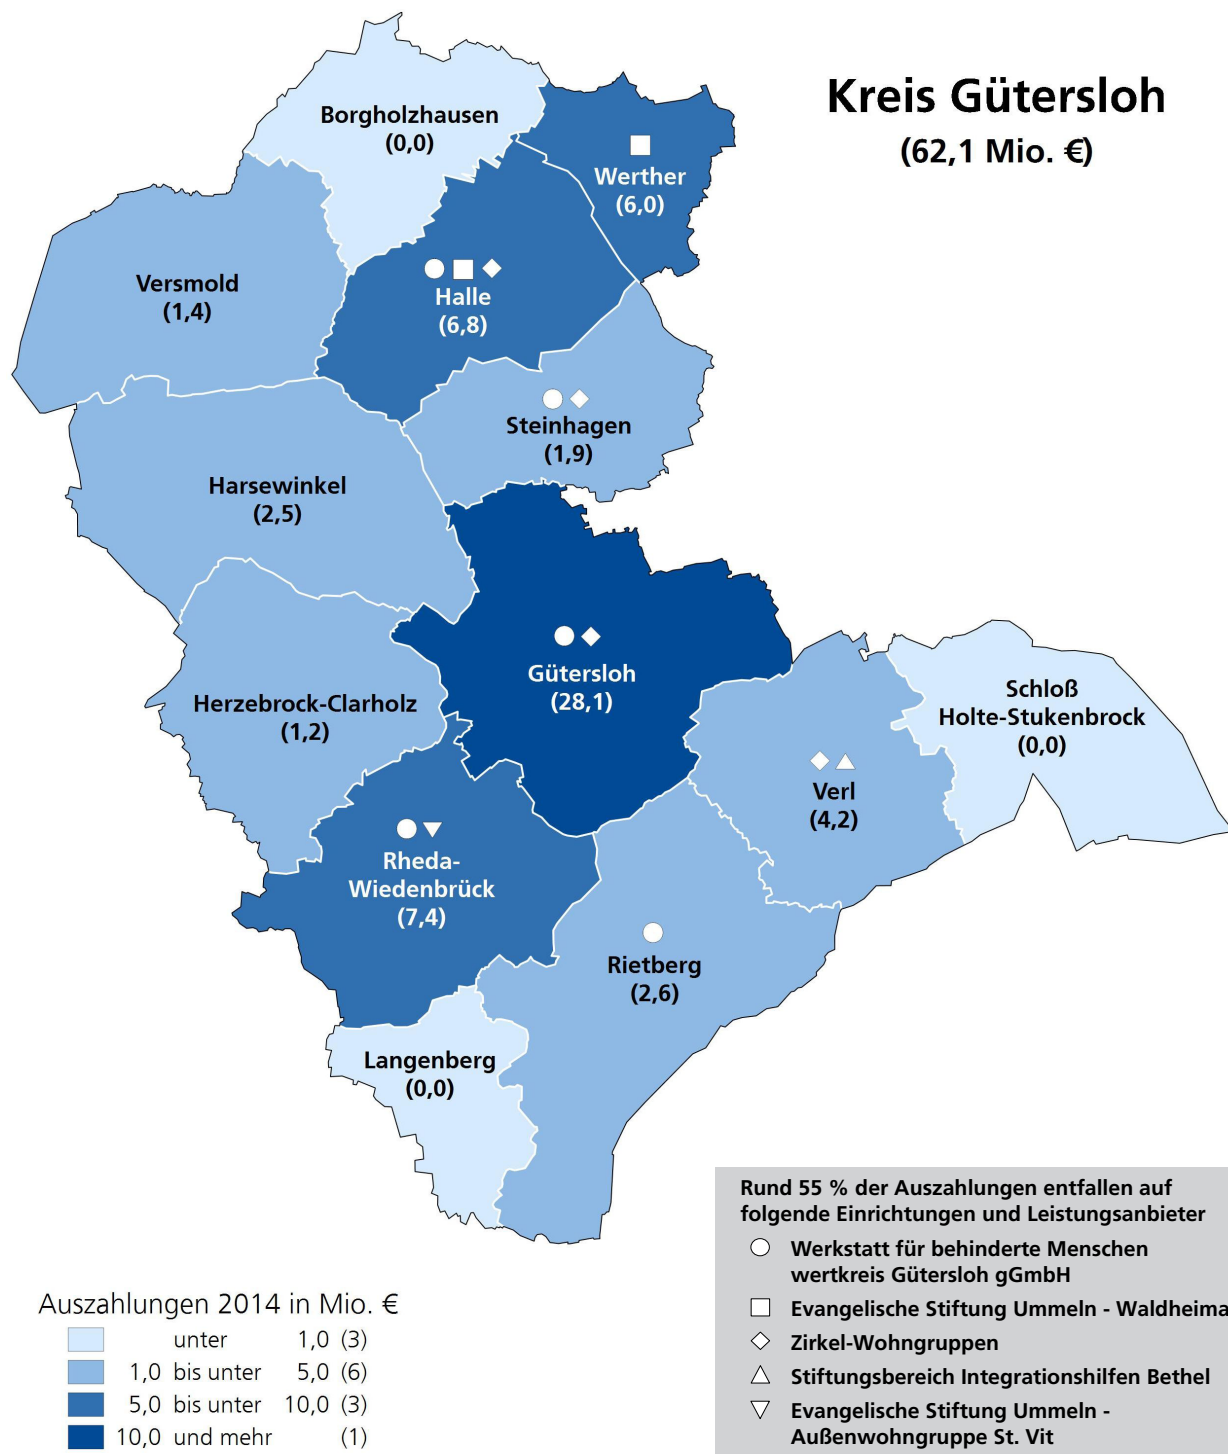 Kreis Gütersloh
(62,1 Mio. €)
Borgholzhausen
(0,0)
Werther
(6,0)
Versmold
(1,4)
Halle
(6,8)
Steinhagen
(1,9)
Harsewinkel
(2,5)
Gütersloh
(28,1)
Herzebrock-Clarholz
(1,2)
Schloß
Holte-Stukenbrock
(0,0)
Verl
(4,2)
Rheda-
Wiedenbrück
(7,4)
Rietberg
(2,6)
Langenberg
(0,0)
Rund 55 % der Auszahlungen entfallen auf
folgende Einrichtungen und Leistungsanbieter
Werkstatt für behinderte Menschen
wertkreis Gütersloh gGmbH
Evangelische Stiftung Ummeln - Waldheimat
Zirkel-Wohngruppen
Stiftungsbereich Integrationshilfen Bethel
Evangelische Stiftung Ummeln -
Außenwohngruppe St. Vit
Auszahlungen 2014 in Mio. €
unter 1,0 (3)
1,0 bis unter 5,0 (6)
5,0 bis unter 10,0 (3)
10,0 und mehr (1)